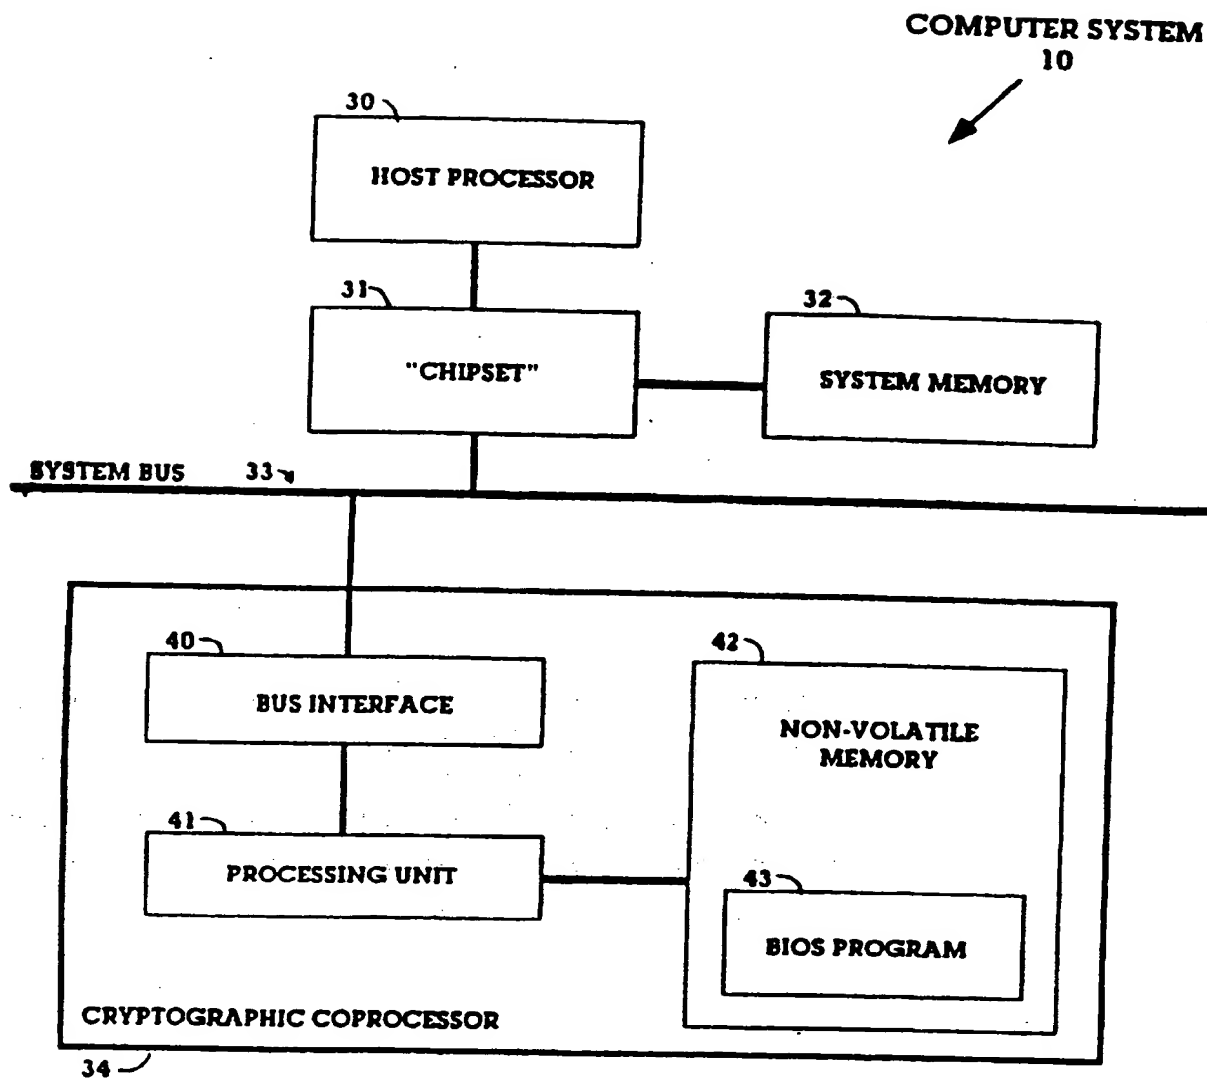 COMPUTER SYSTEM
10
30
HOST PROCESSOR
31
"CHIPSET"
32
SYSTEM MEMORY
SYSTEM BUS 33
40
BUS INTERFACE
42
NON-VOLATILE
MEMORY
41
PROCESSING UNIT
43
BIOS PROGRAM
CRYPTOGRAPHIC COPROCESSOR
34